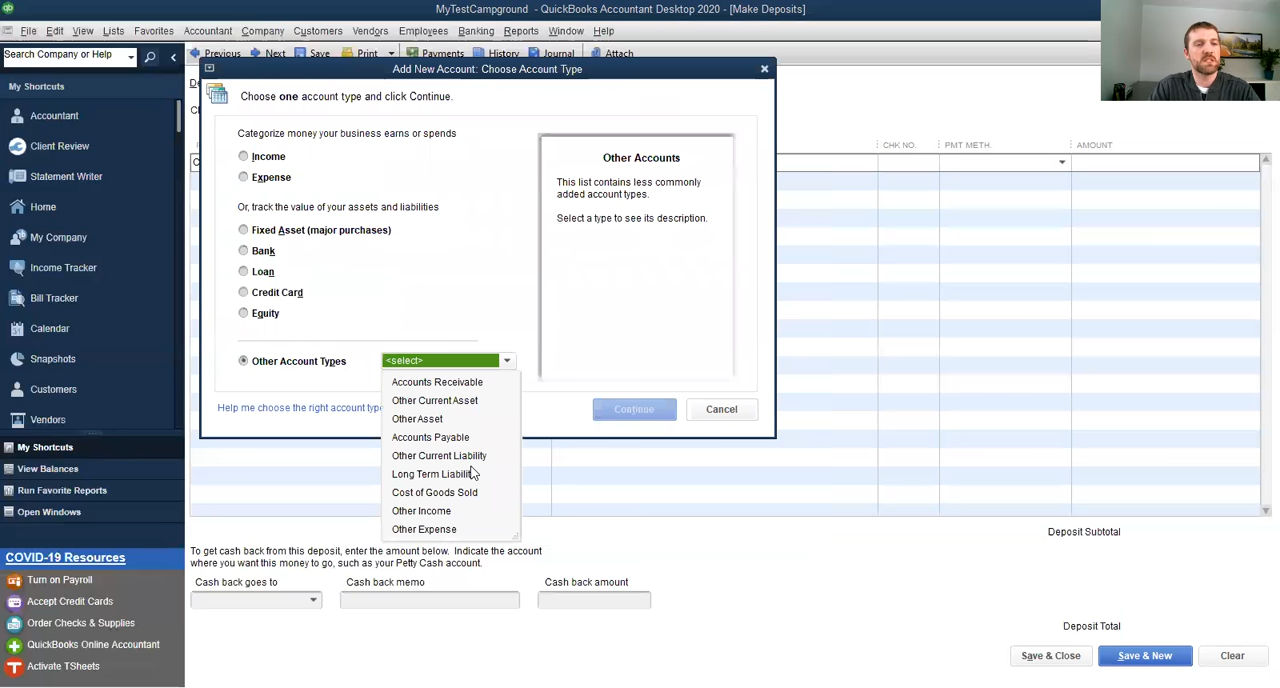 MyTestCampground - QuickBooks Accountant Desktop 2020 - [Make Deposits]
File Edit View Lists Favorites Accountant Company Customers Vendors Employees Banking Reports Window Help
Search Company or Help
Previous Next Save Print Payments History Journal Attach
My Shortcuts
Accountant
Client Review
Statement Writer
Home
My Company
Income Tracker
Bill Tracker
Calendar
Snapshots
Customers
Vendors
My Shortcuts
View Balances
Run Favorite Reports
Open Windows
COVID-19 Resources
Turn on Payroll
Accept Credit Cards
Order Checks & Supplies
QuickBooks Online Accountant
Activate TSheets
Add New Account: Choose Account Type
Choose one account type and click Continue.
Categorize money your business earns or spends
Income
Expense
Or, track the value of your assets and liabilities
Fixed Asset (major purchases)
Bank
Loan
Credit Card
Equity
Other Account Types
<select>
Accounts Receivable
Other Current Asset
Other Asset
Accounts Payable
Other Current Liability
Long Term Liability
Cost of Goods Sold
Other Income
Other Expense
Help me choose the right account type
Other Accounts
This list contains less commonly
added account types.
Select a type to see its description.
Continue
Cancel
CHK NO. PMT METH. AMOUNT
Deposit Subtotal
To get cash back from this deposit, enter the amount below. Indicate the account
where you want this money to go, such as your Petty Cash account.
Cash back goes to Cash back memo Cash back amount
Deposit Total
Save & Close Save & New Clear